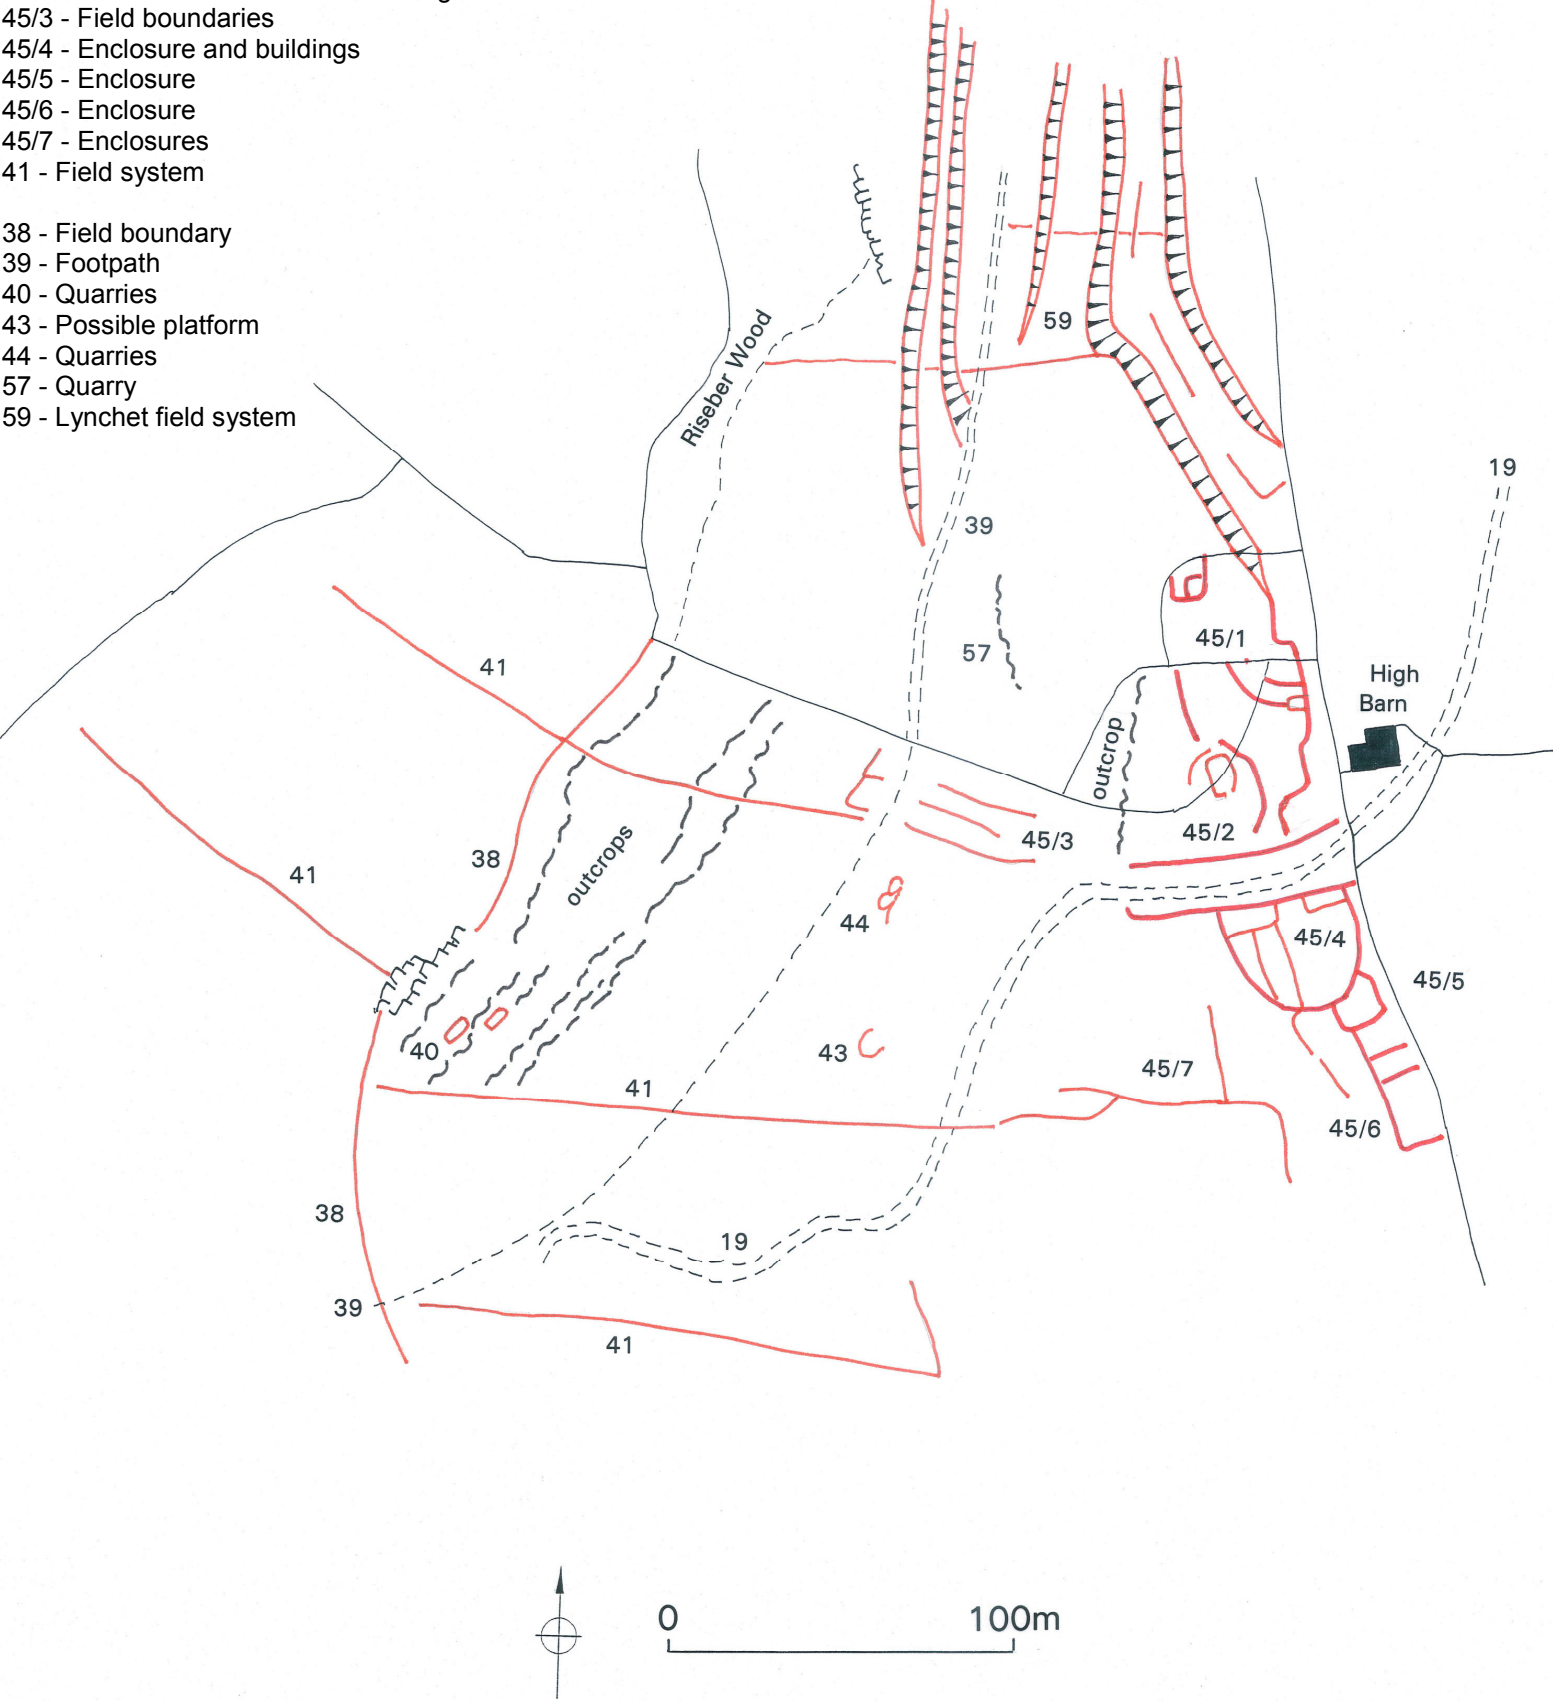 45/3 - Field boundaries
45/4 - Enclosure and buildings
45/5 - Enclosure
45/6 - Enclosure
45/7 - Enclosures
41 - Field system
38 - Field boundary
39 - Footpath
40 - Quarries
43 - Possible platform
44 - Quarries
57 - Quarry
59 - Lynchet field system
59
Riseber Wood
19
39
57
45/1
41
High
Barn
outcrop
45/2
45/3
38
41
outcrops
44
45/4
45/5
40
43
45/7
41
45/6
38
19
39
41
0 100m